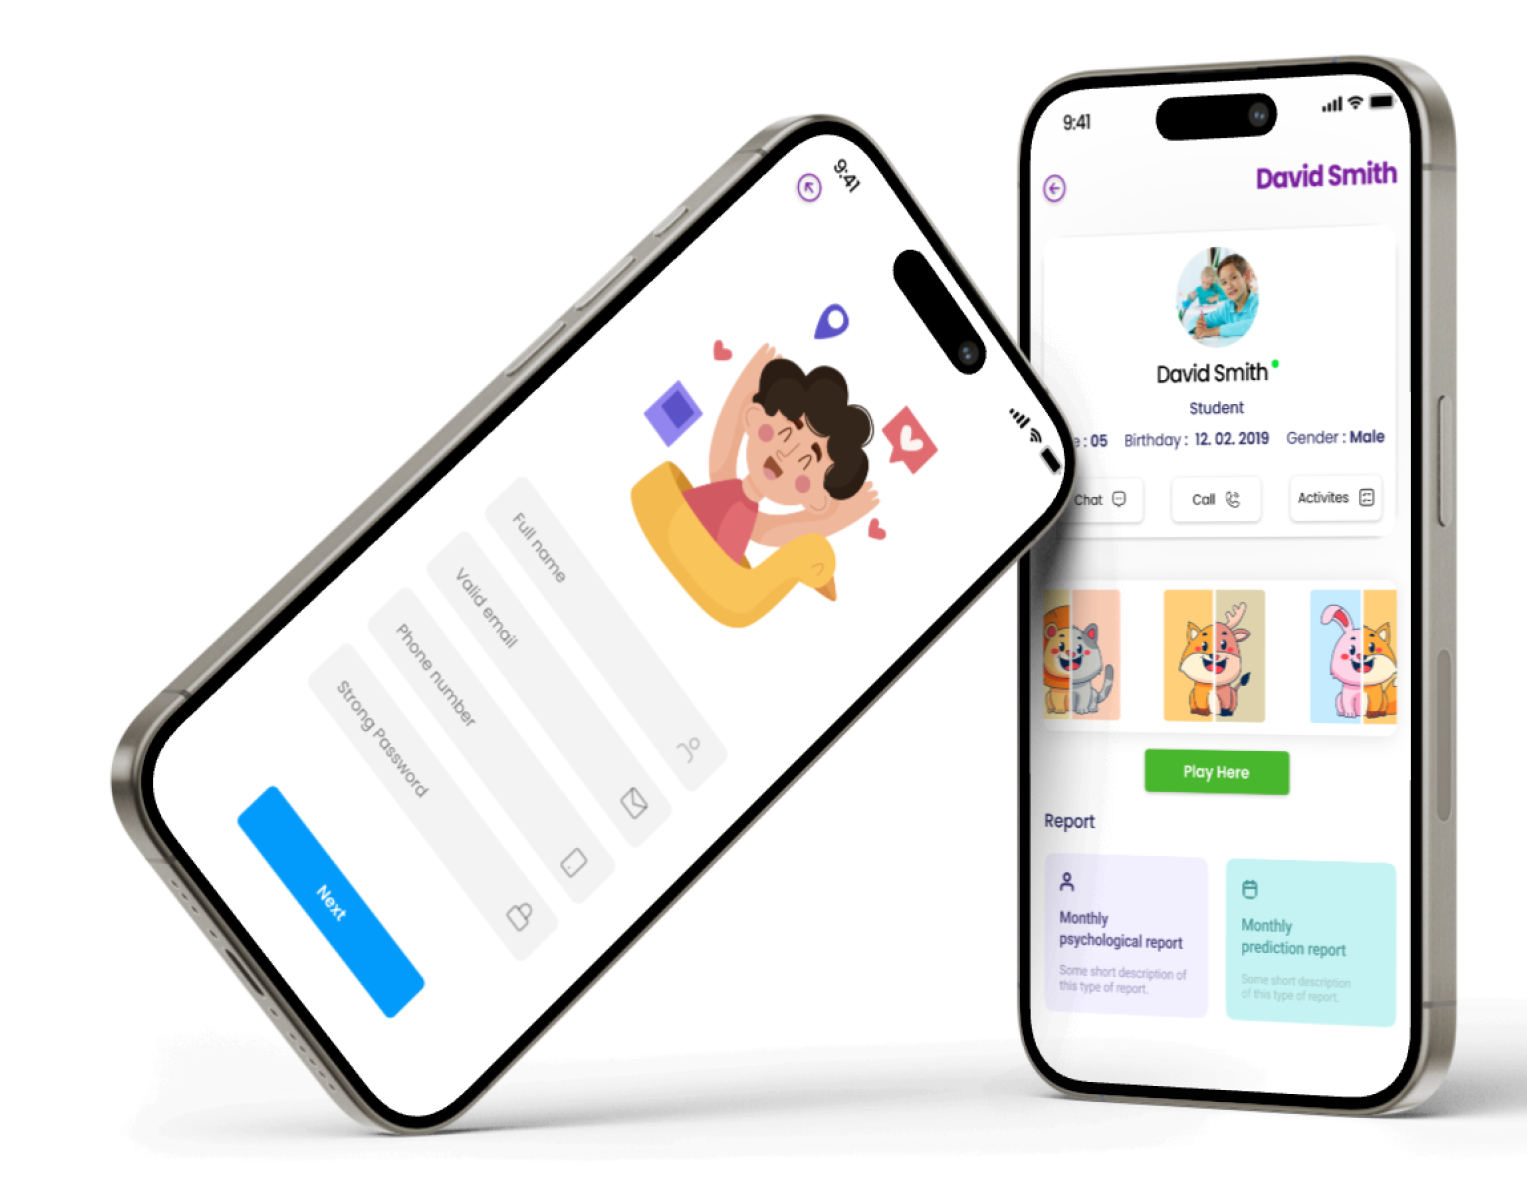 9:41
Full name
Valid email
Phone number
Strong Password
Next
9:41
David Smith
David Smith
Student
e : 05 Birthday : 12. 02. 2019 Gender : Male
Chat Call Activites
Play Here
Report
Monthly
psychological report
Some short description of
this type of report.
Monthly
prediction report
Some short description
of this type of report.